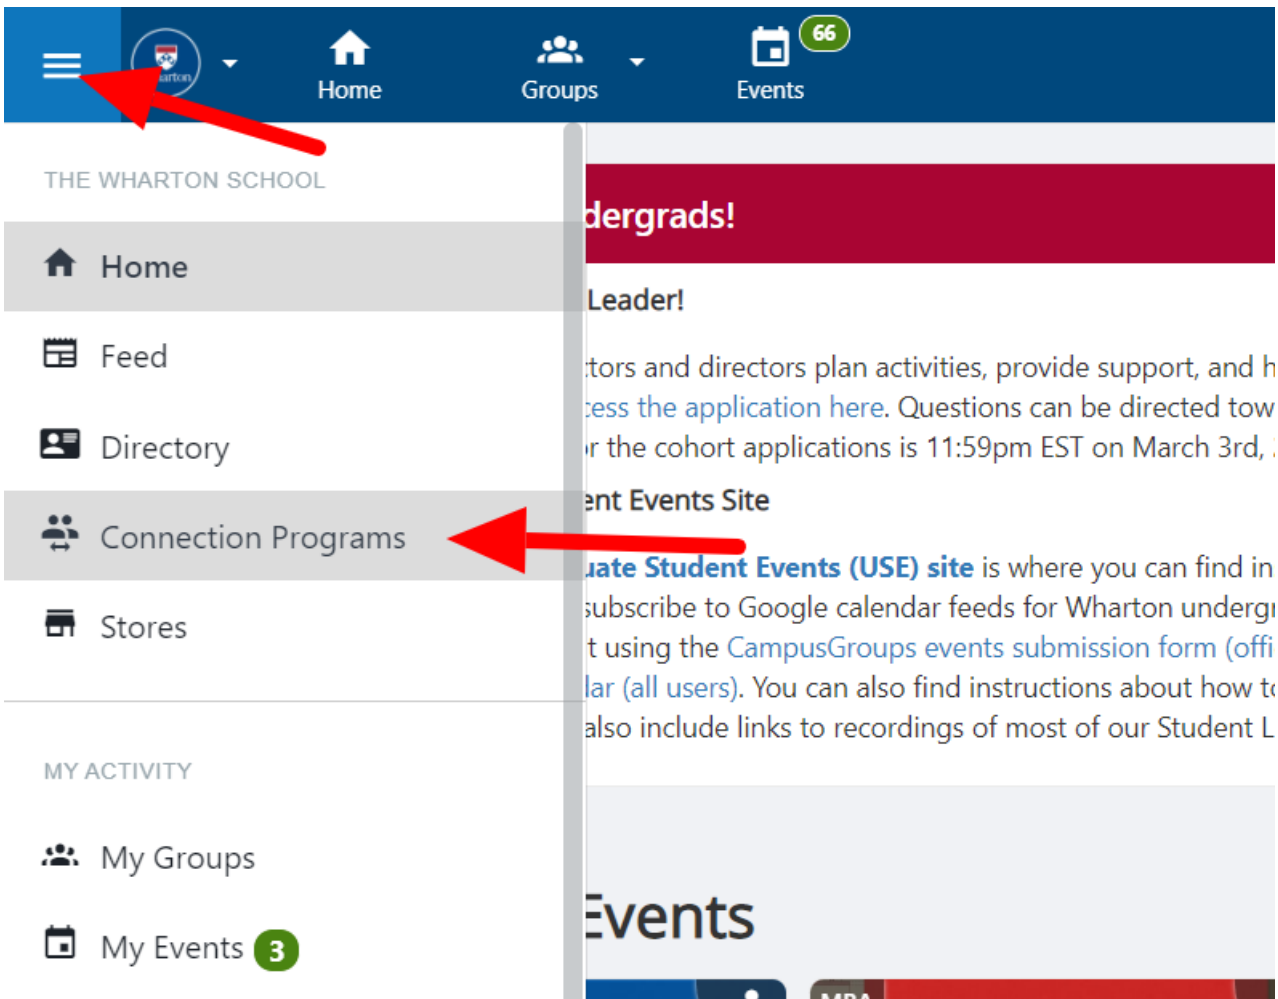 Home
Groups
Events
66
THE WHARTON SCHOOL
Home
Feed
Directory
Connection Programs
Stores
MY ACTIVITY
My Groups
My Events 3
dergrads!
Leader!
tors and directors plan activities, provide support, and h
cess the application here. Questions can be directed tow
r the cohort applications is 11:59pm EST on March 3rd,
ent Events Site
uate Student Events (USE) site is where you can find in
subscribe to Google calendar feeds for Wharton undergr
t using the CampusGroups events submission form (offi
lar (all users). You can also find instructions about how to
also include links to recordings of most of our Student L
Events
MBA